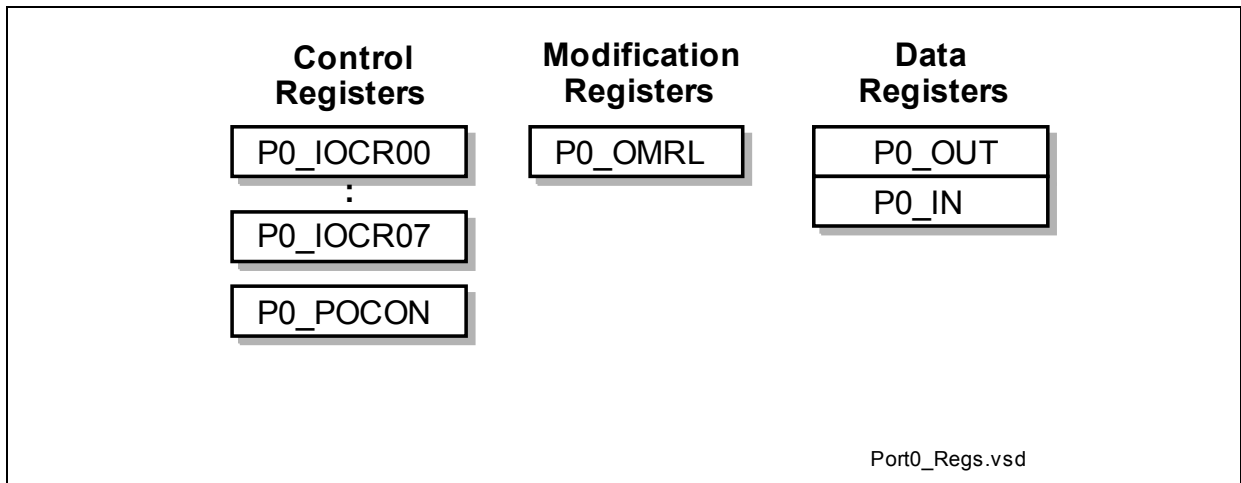 Control
Registers
P0_IOCR00
:
P0_IOCR07
P0_POCON
Modification
Registers
P0_OMRL
Data
Registers
P0_OUT
P0_IN
Port0_Regs.vsd